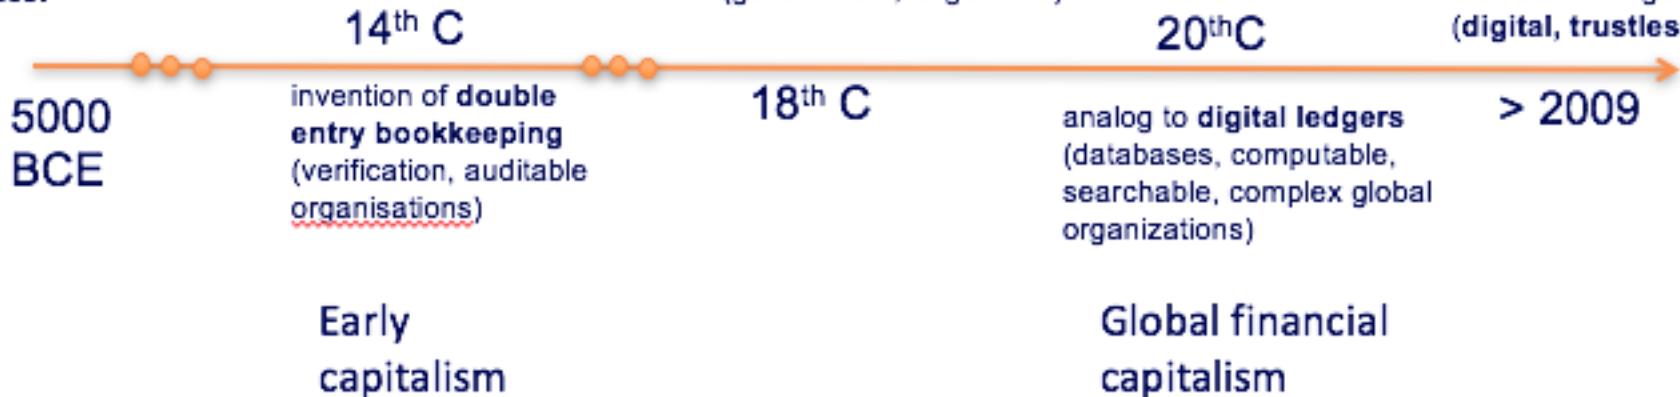 14th C
20thC
(digital, trustles
5000
BCE
invention of double
entry bookkeeping
(verification, auditable
organisations)
18th C
analog to digital ledgers
(databases, computable,
searchable, complex global
organizations)
> 2009
Early
capitalism
Global financial
capitalism